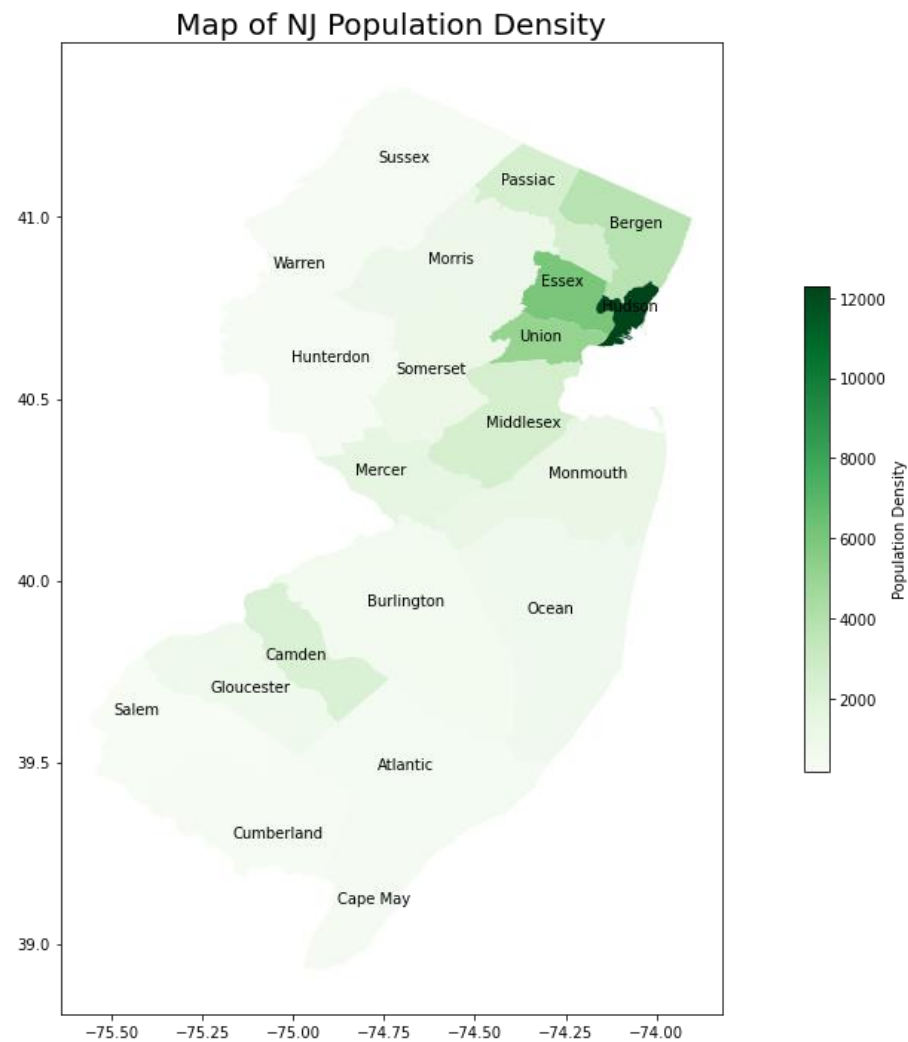 Map of NJ Population Density
Sussex
Passiac
Bergen
41.0
Morris
Warren
Essex
Hudson
12000
Union
Hunterdon
Somerset
10000
40.5
Middlesex
Mercer
Monmouth
8000
Population Density
6000
40.0
Burlington
Ocean
4000
Camden
Gloucester
Salem
2000
39.5
Atlantic
Cumberland
Cape May
39.0
−75.50 −75.25 −75.00 −74.75 −74.50 −74.25 −74.00